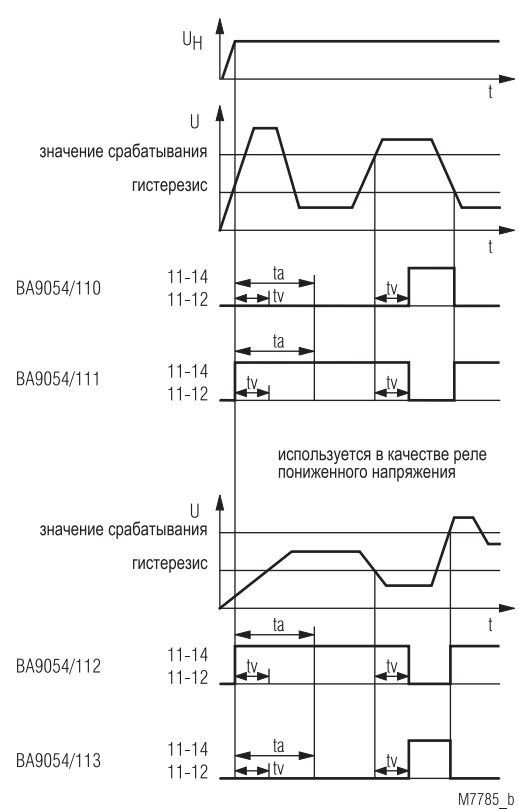 UH
t
U
значение срабатывания
гистерезис
t
BA9054/110
11-14
11-12
ta
tv
tv
BA9054/111
11-14
11-12
ta
tv
tv
используется в качестве реле
пониженного напряжения
U
значение срабатывания
гистерезис
t
BA9054/112
11-14
11-12
ta
tv
tv
BA9054/113
11-14
11-12
ta
tv
tv
M7785_b